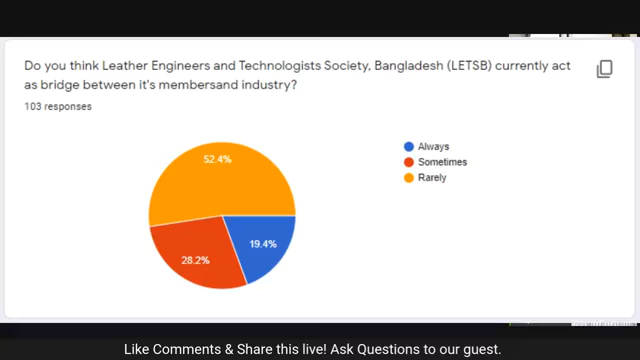 Do you think Leather Engineers and Technologists Society, Bangladesh (LETSB) currently act
as bridge between it's membersand industry?
103 responses
52.4%
19.4%
28.2%
Always
Sometimes
Rarely
Like Comments & Share this live! Ask Questions to our guest.